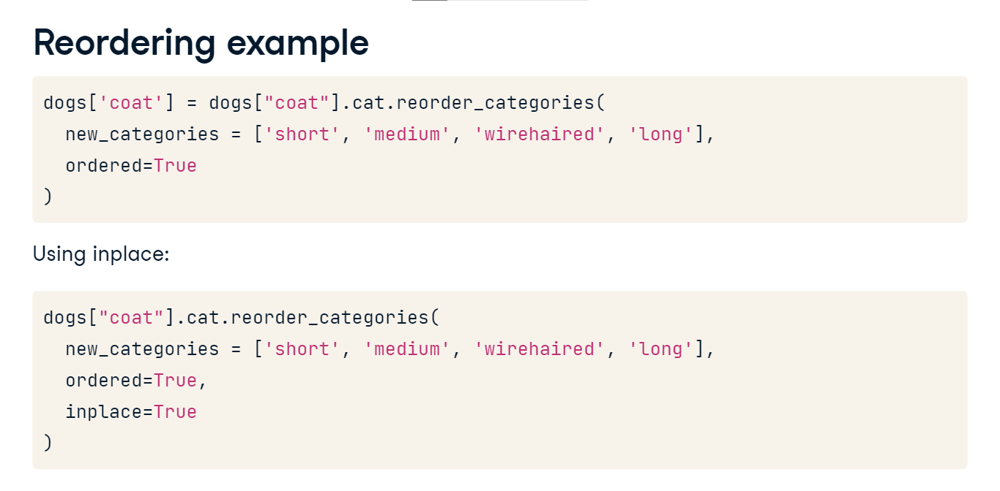 Reordering example
dogs['coat'] = dogs["coat"].cat.reorder_categories(
  new_categories = ['short', 'medium', 'wirehaired', 'long'],
  ordered=True
)
Using inplace:
dogs["coat"].cat.reorder_categories(
  new_categories = ['short', 'medium', 'wirehaired', 'long'],
  ordered=True,
  inplace=True
)